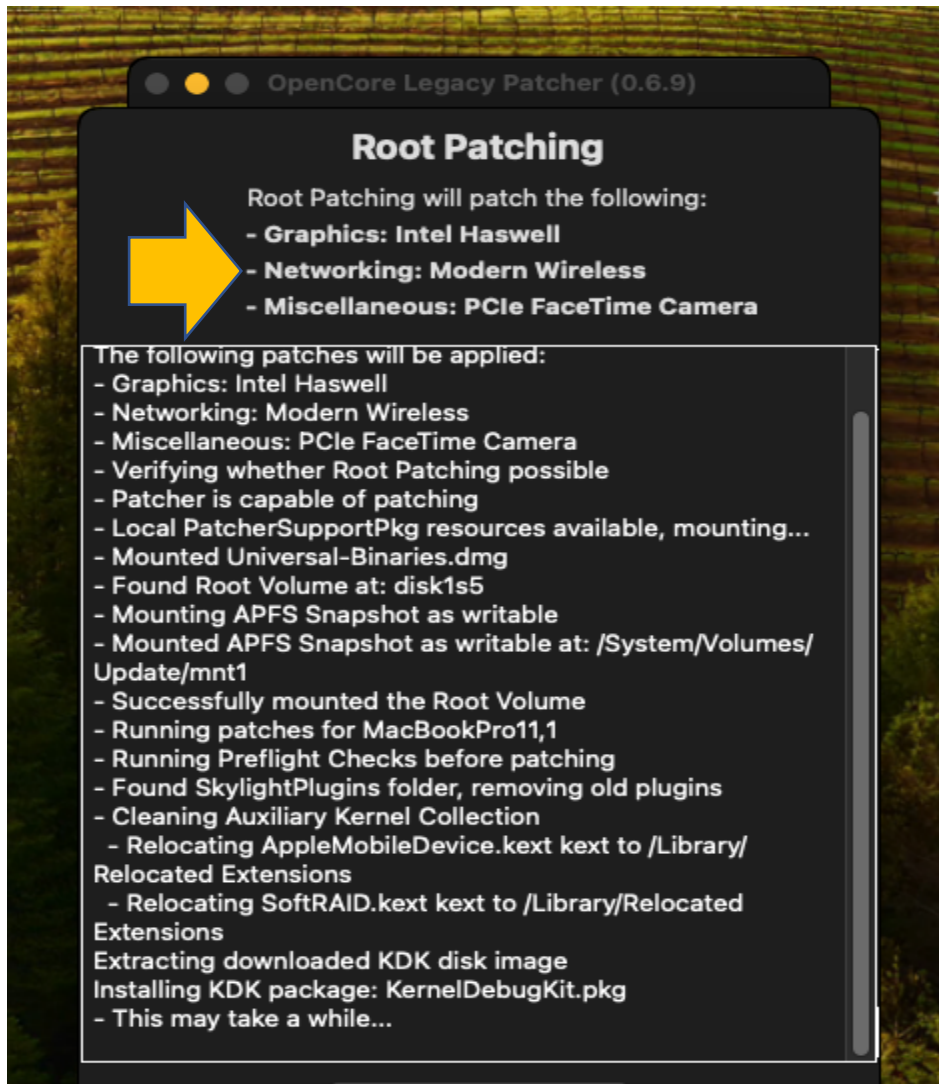 OpenCore Legacy Patcher (0.6.9)
Root Patching
Root Patching will patch the following:
- Graphics: Intel Haswell
- Networking: Modern Wireless
- Miscellaneous: PCIe FaceTime Camera
The following patches will be applied:
- Graphics: Intel Haswell
- Networking: Modern Wireless
- Miscellaneous: PCIe FaceTime Camera
- Verifying whether Root Patching possible
- Patcher is capable of patching
- Local PatcherSupportPkg resources available, mounting...
- Mounted Universal-Binaries.dmg
- Found Root Volume at: disk1s5
- Mounting APFS Snapshot as writable
- Mounted APFS Snapshot as writable at: /System/Volumes/
Update/mnt1
- Successfully mounted the Root Volume
- Running patches for MacBookPro11,1
- Running Preflight Checks before patching
- Found SkylightPlugins folder, removing old plugins
- Cleaning Auxiliary Kernel Collection
- Relocating AppleMobileDevice.kext kext to /Library/
Relocated Extensions
- Relocating SoftRAID.kext kext to /Library/Relocated
Extensions
Extracting downloaded KDK disk image
Installing KDK package: KernelDebugKit.pkg
- This may take a while...